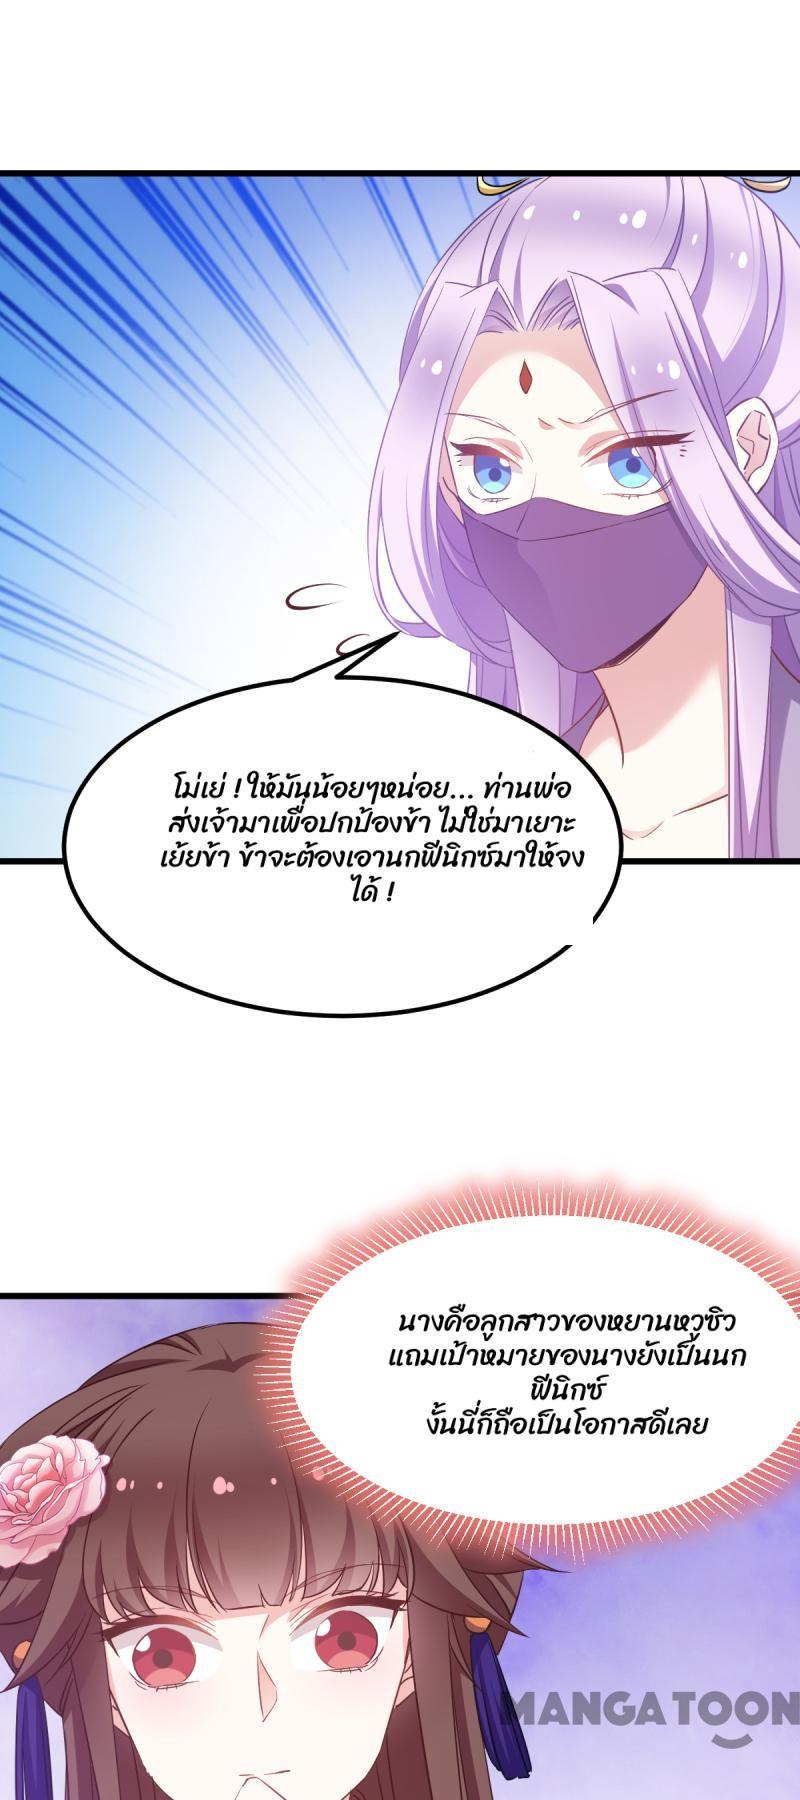 โม่เย่ ! ให้มันน้อยๆหน่อย... ท่านพ่อ
ส่งเจ้ามาเพื่อปกป้องข้า ไม่ใช่มาเยาะ
เย้ยข้า ข้าจะต้องเอานกฟีนิกซ์มาให้จง
ได้ !
นางคือลูกสาวของหยานหวูซิว
แถมเป้าหมายของนางยังเป็นนก
ฟีนิกซ์
งั้นนี่ก็ถือเป็นโอกาสดีเลย
MANGATOON